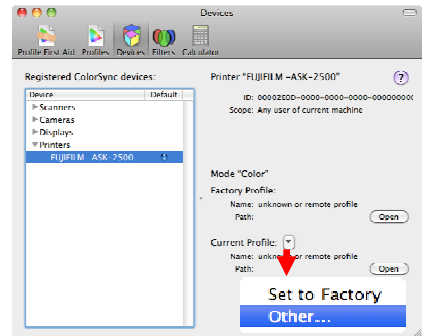 Devices
Profile First Aid Profiles Devices Filters Calculator
Registered ColorSync devices:
Device Default
Scanners
Cameras
Displays
Printers
FUJIFILM -ASK-2500
Printer "FUJIFILM -ASK-2500"
?
ID: 00002E0D-0000-0000-0000-00000000
Scope: Any user of current machine
Mode "Color"
Factory Profile:
Name: unknown or remote profile
Path: Open
Current Profile:
Name: unknown or remote profile
Path: Open
Set to Factory
Other...